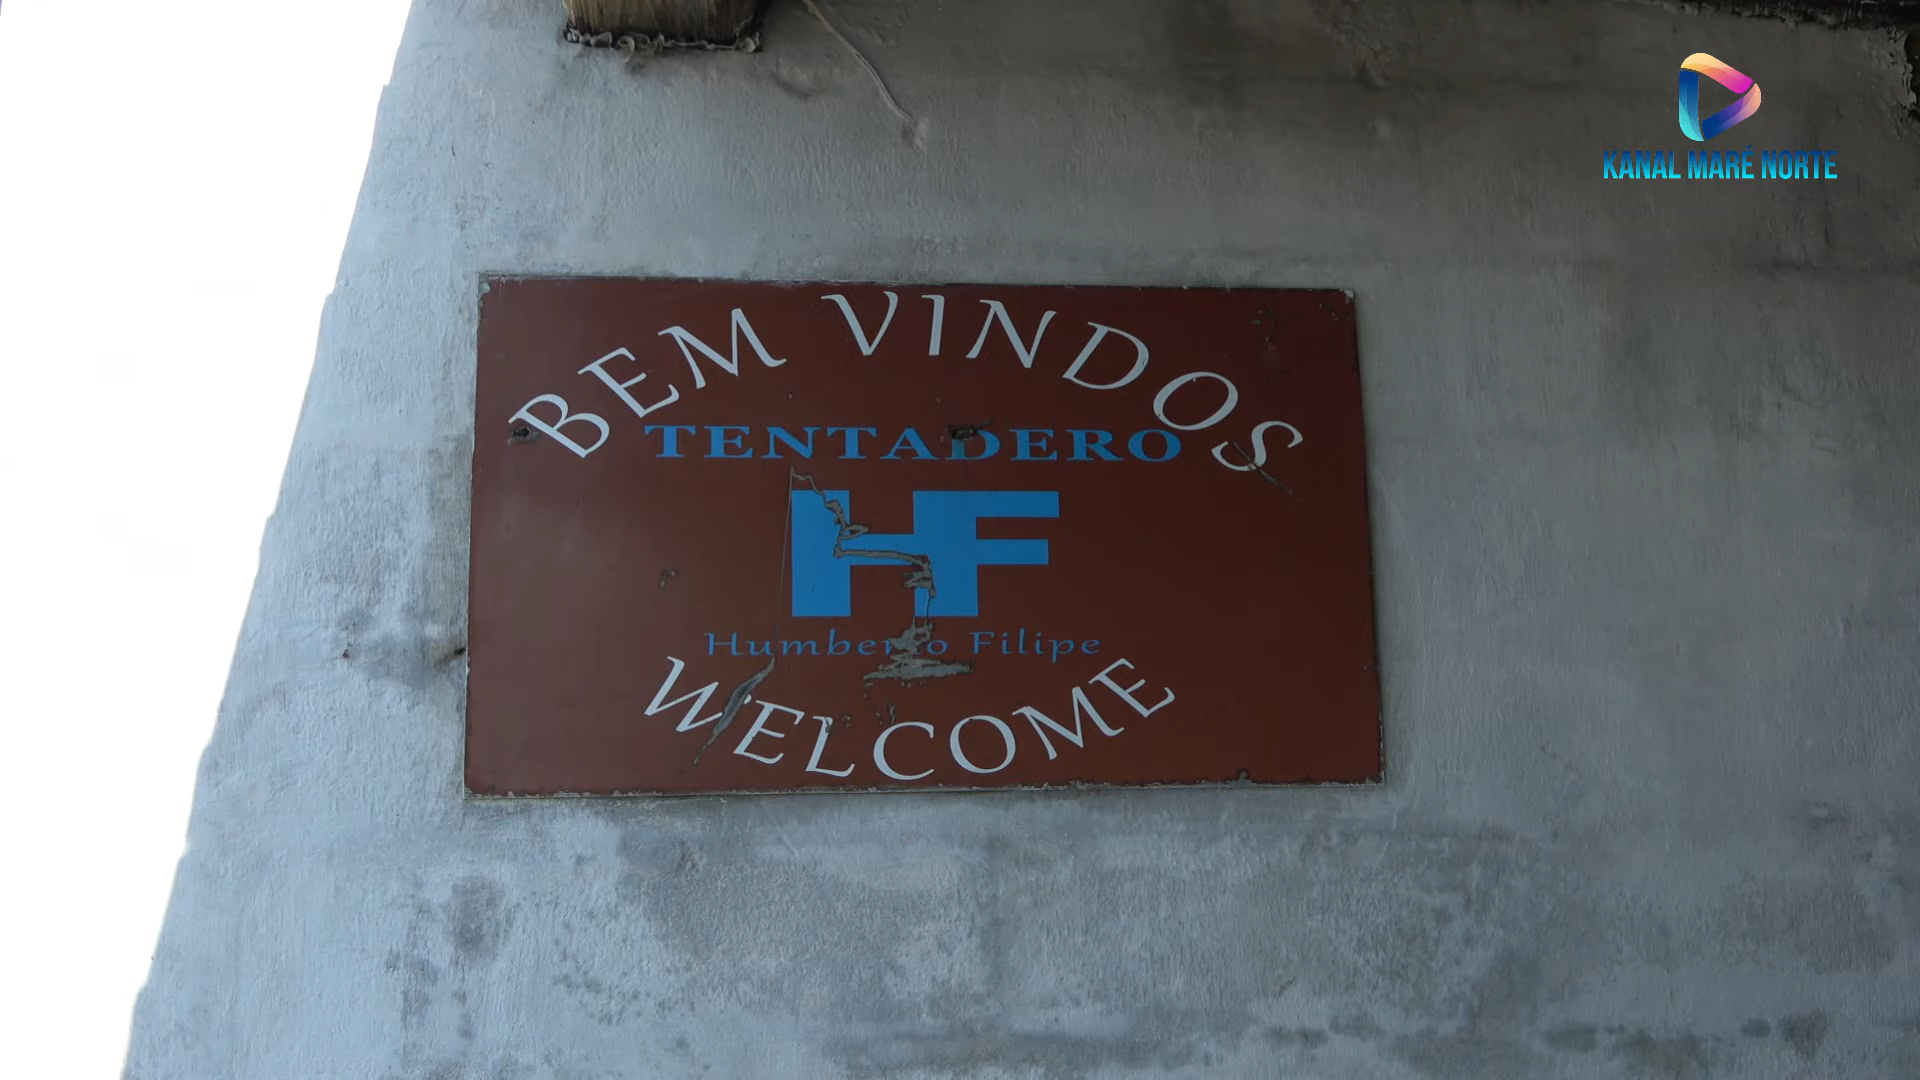 KANAL MARÉ NORTE
BEM VINDOS
TENTADERO
HF
Humberto Filipe
WELCOME